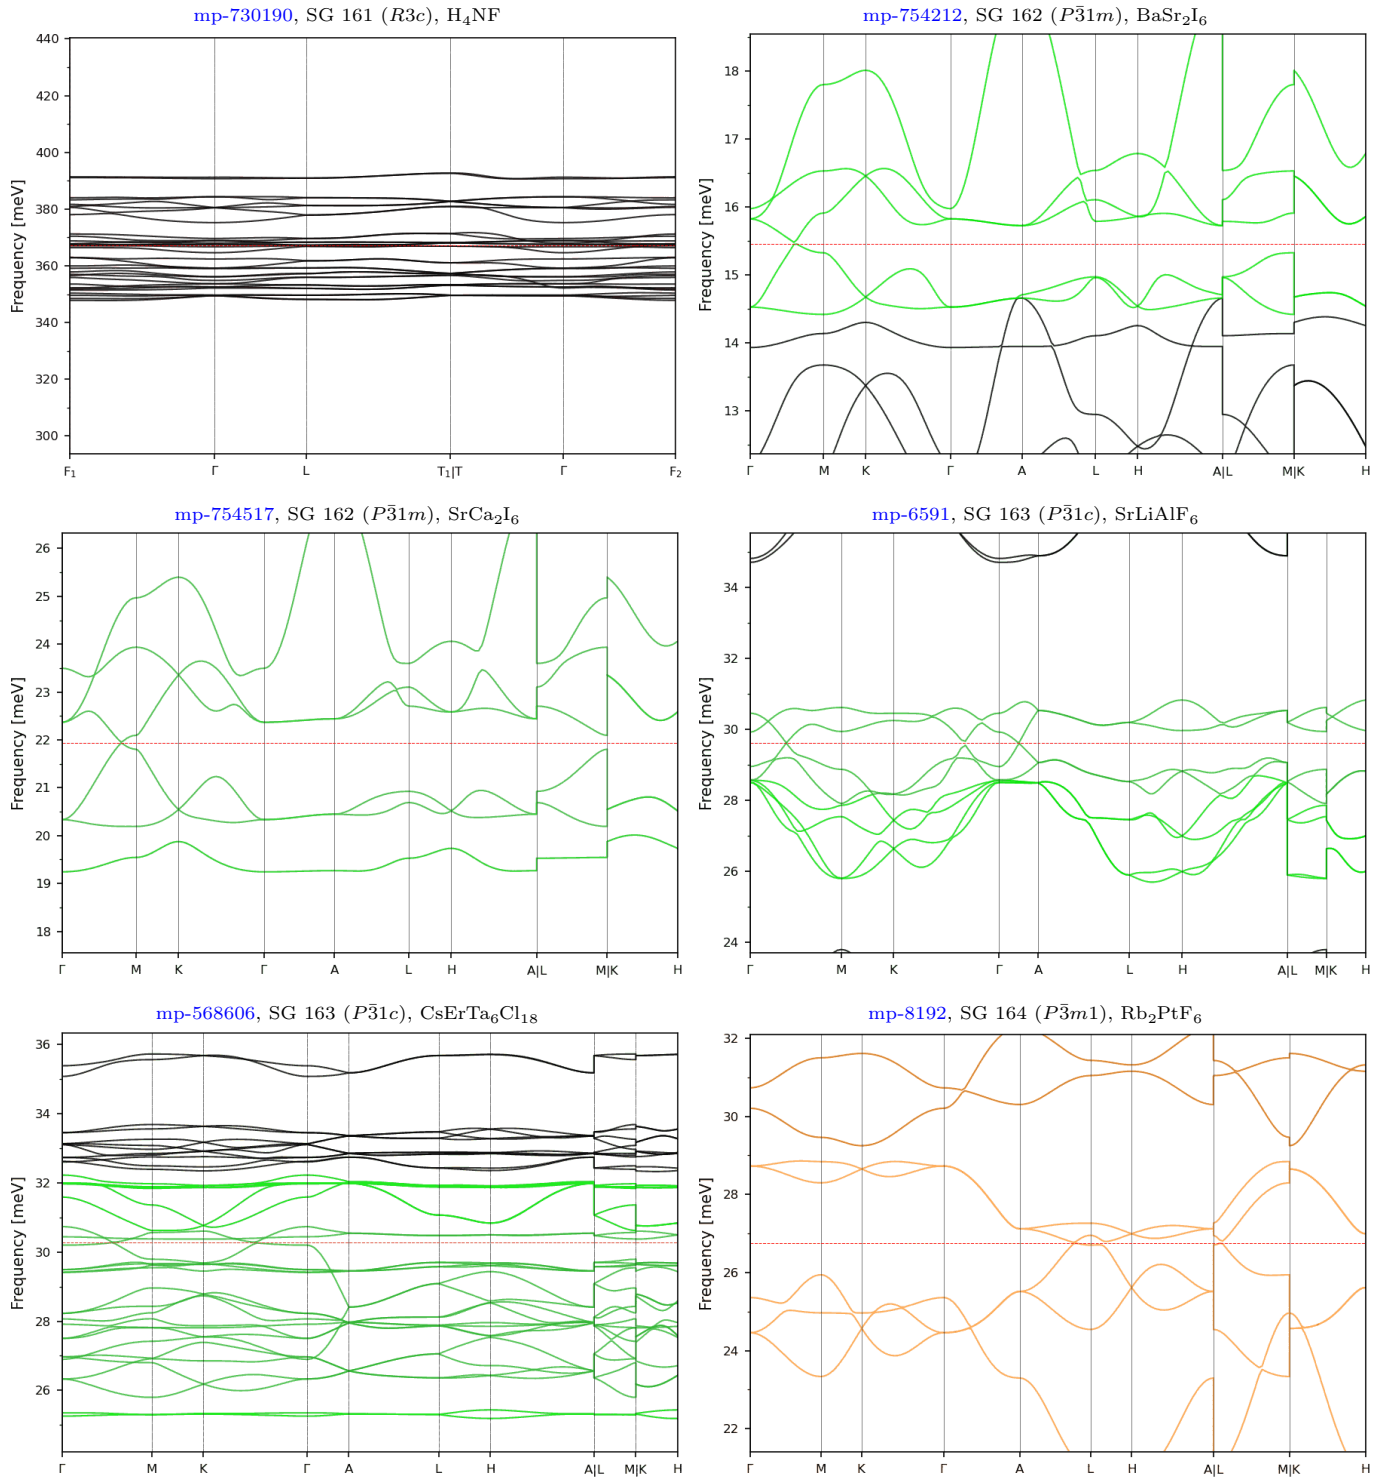 mp-730190, SG 161 (R3c), H₄NF
440
420
400
380
360
340
320
300
Frequency [meV]
F₁ Γ L T₁|T Γ F₂
mp-754212, SG 162 (P3̄1m), BaSr₂I₆
18
17
16
15
14
13
Frequency [meV]
Γ M K Γ A L H A|L M|K H
mp-754517, SG 162 (P3̄1m), SrCa₂I₆
26
25
24
23
22
21
20
19
18
Frequency [meV]
Γ M K Γ A L H A|L M|K H
mp-6591, SG 163 (P3̄1c), SrLiAlF₆
34
32
30
28
26
24
Frequency [meV]
Γ M K Γ A L H A|L M|K H
mp-568606, SG 163 (P3̄1c), CsErTa₆Cl₁₈
36
34
32
30
28
26
Frequency [meV]
Γ M K Γ A L H A|L M|K H
mp-8192, SG 164 (P3̄m1), Rb₂PtF₆
32
30
28
26
24
22
Frequency [meV]
Γ M K Γ A L H A|L M|K H